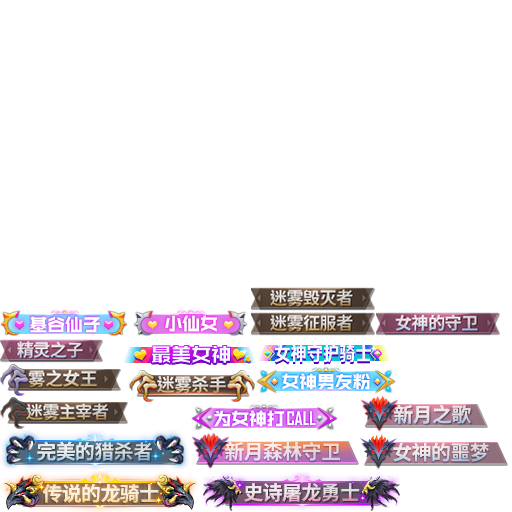 迷雾毁灭者
墓谷仙子
小仙女
迷雾征服者
女神的守卫
精灵之子
最美女神
女神守护骑士
雾之女王
迷雾杀手
女神男友粉
迷雾主宰者
为女神打CALL
新月之歌
完美的猎杀者
新月森林守卫
女神的噩梦
传说的龙骑士
史诗屠龙勇士